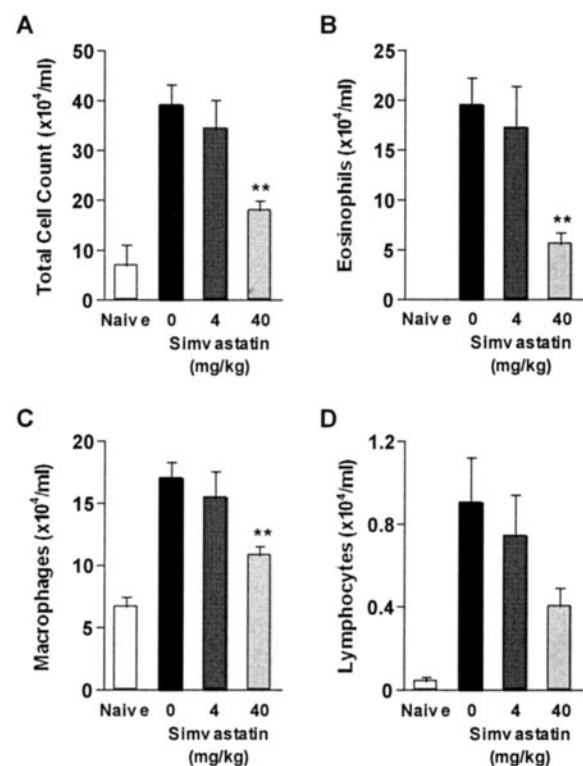 A
Total Cell Count (x10⁴/ml)
50
40
30
20
10
0
**
Naive 0 4 40
Simvastatin
(mg/kg)
B
Eosinophils (x10⁴/ml)
25
20
15
10
5
0
**
Naive 0 4 40
Simvastatin
(mg/kg)
C
Macrophages (x10⁴/ml)
20
15
10
5
0
**
Naive 0 4 40
Simvastatin
(mg/kg)
D
Lymphocytes (x10⁴/ml)
1.2
0.8
0.4
0
Naive 0 4 40
Simvastatin
(mg/kg)